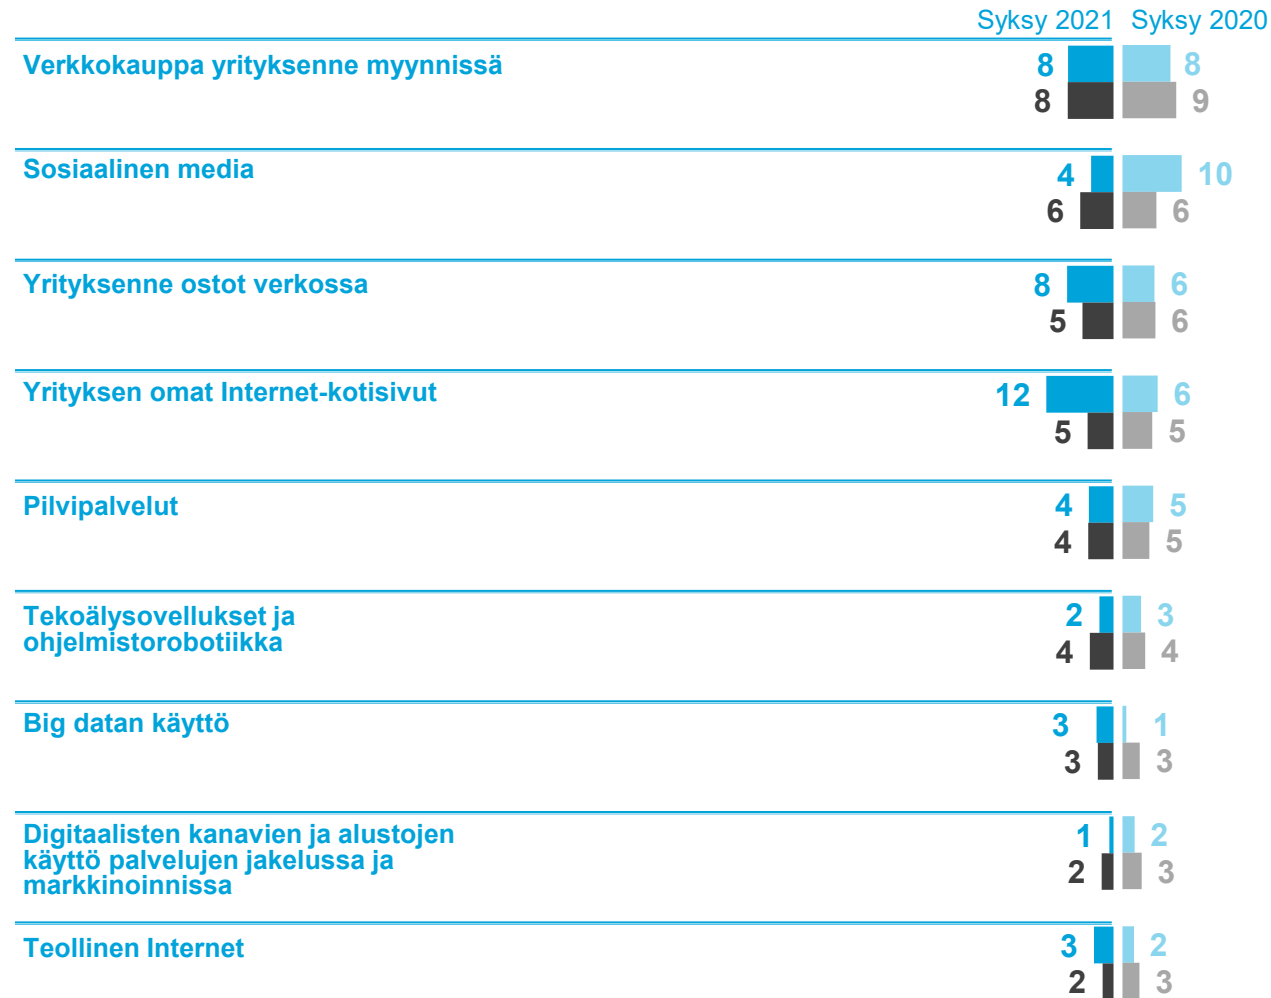 Syksy 2021 Syksy 2020
Verkkokauppa yrityksenne myynnissä
8 8
8 9
Sosiaalinen media
4 10
6 6
Yrityksenne ostot verkossa
8 6
5 6
Yrityksen omat Internet-kotisivut
12 6
5 5
Pilvipalvelut
4 5
4 5
Tekoälysovellukset ja
ohjelmistorobotiikka
2 3
4 4
Big datan käyttö
3 1
3 3
Digitaalisten kanavien ja alustojen
käyttö palvelujen jakelussa ja
markkinoinnissa
1 2
2 3
Teollinen Internet
3 2
2 3